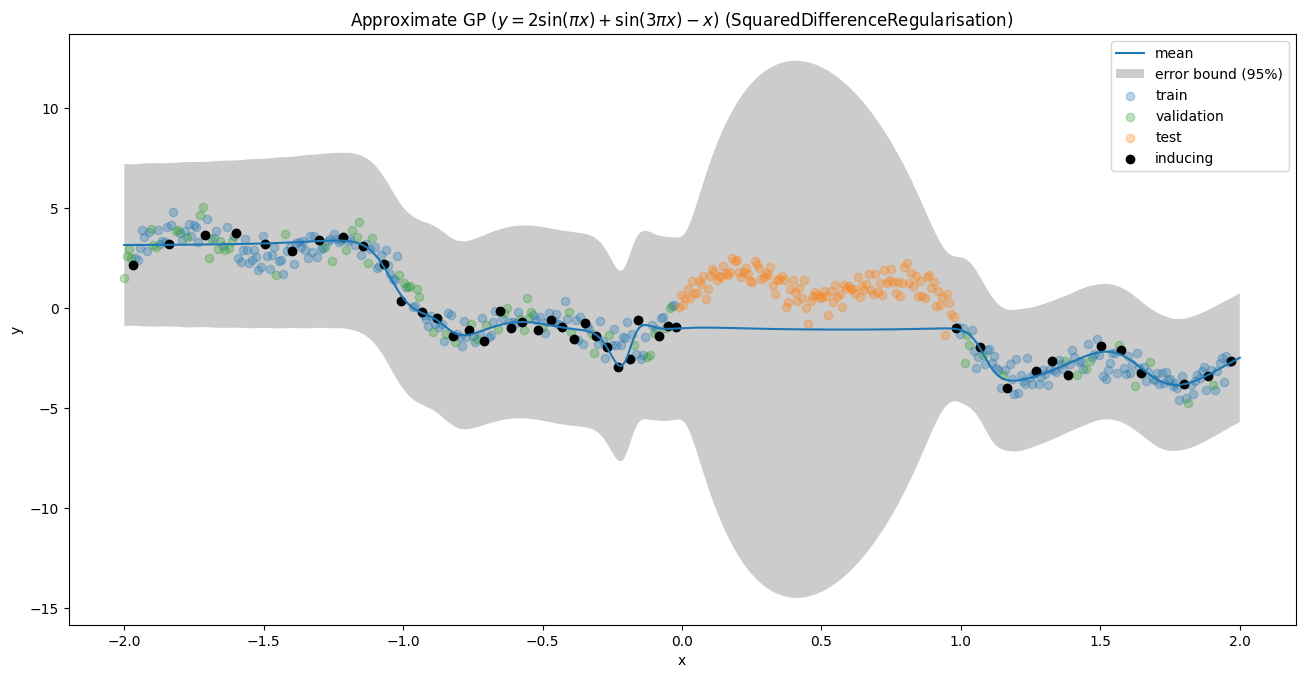 Approximate GP (y = 2sin(πx) + sin(3πx) − x) (SquaredDifferenceRegularisation)
mean
error bound (95%)
train
validation
test
inducing
10
5
0
−5
−10
−15
y
−2.0 −1.5 −1.0 −0.5 0.0 0.5 1.0 1.5 2.0
x